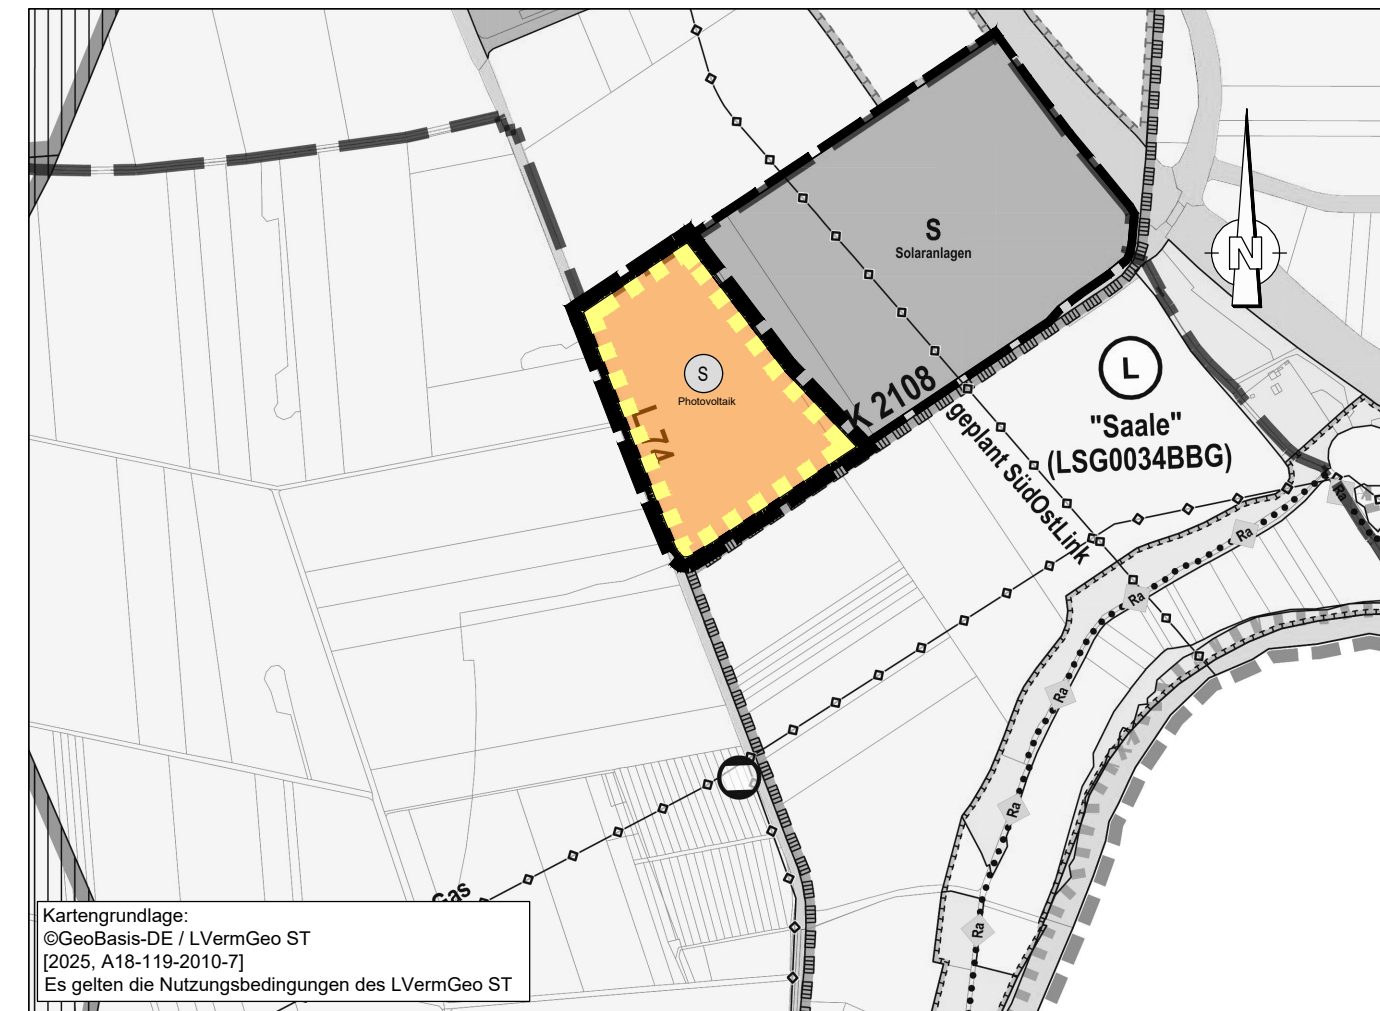 S
Solaranlagen
N
S
Photovoltaik
L 74
K 2108
geplant SüdOstLink
L
"Saale"
(LSG0034BBG)
Ra
Ra
Ra
Ra
Ra
Ra
Gas
Kartengrundlage:
©GeoBasis-DE / LVermGeo ST
[2025, A18-119-2010-7]
Es gelten die Nutzungsbedingungen des LVermGeo ST